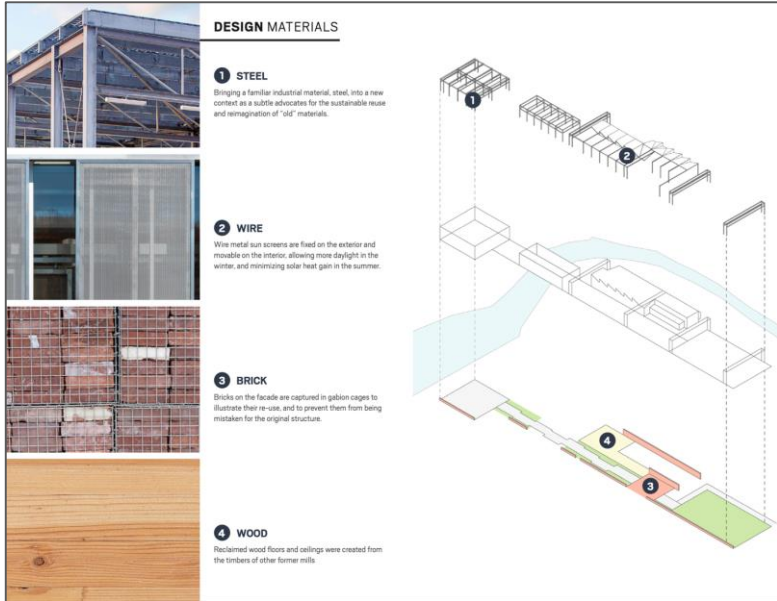 DESIGN MATERIALS
1 STEEL
Bringing a familiar industrial material, steel, into a new
context as a subtle advocates for the sustainable reuse
and reimagination of "old" materials.
2 WIRE
Wire metal sun screens are fixed on the exterior and
movable on the interior, allowing more daylight in the
winter, and minimizing solar heat gain in the summer.
3 BRICK
Bricks on the facade are captured in gabion cages to
illustrate their re-use, and to prevent them from being
mistaken for the original structure.
4 WOOD
Reclaimed wood floors and ceilings were created from
the timbers of other former mills
1
2
4
3